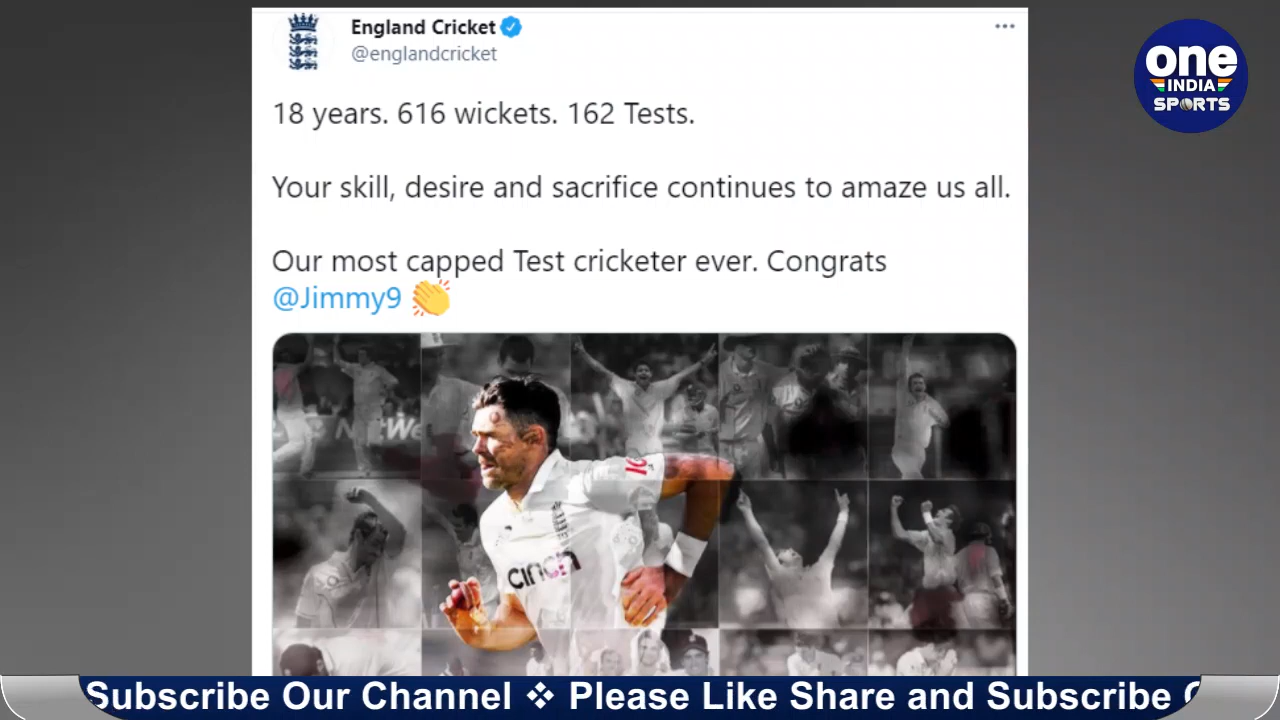 England Cricket
@englandcricket
one
INDIA
SPORTS
18 years. 616 wickets. 162 Tests.
Your skill, desire and sacrifice continues to amaze us all.
Our most capped Test cricketer ever. Congrats
@Jimmy9 👏
cinch
Subscribe Our Channel ❖ Please Like Share and Subscribe